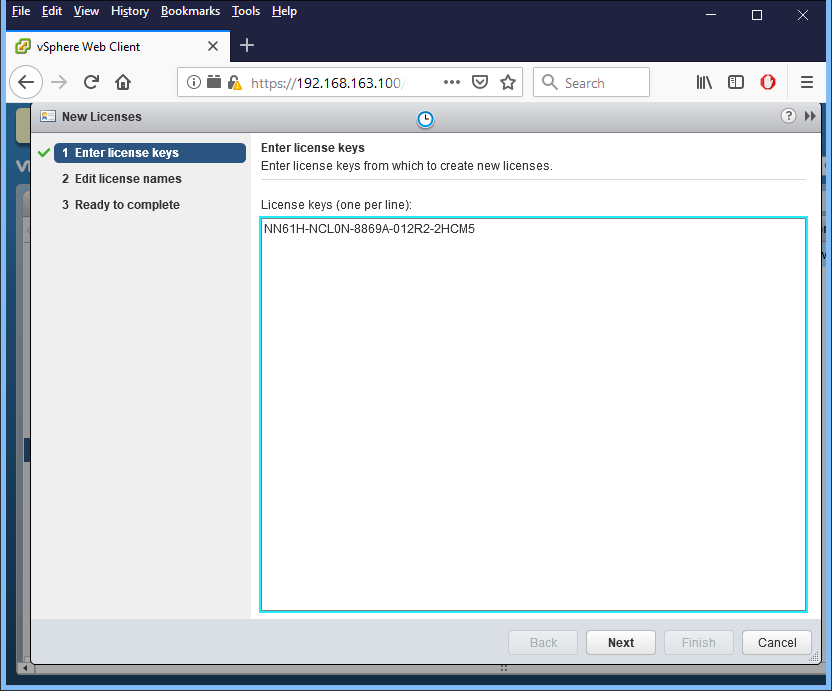 File Edit View History Bookmarks Tools Help
vSphere Web Client
https://192.168.163.100/
Search
New Licenses
?
1 Enter license keys
2 Edit license names
3 Ready to complete
Enter license keys
Enter license keys from which to create new licenses.
License keys (one per line):
NN61H-NCL0N-8869A-012R2-2HCM5
Back Next Finish Cancel